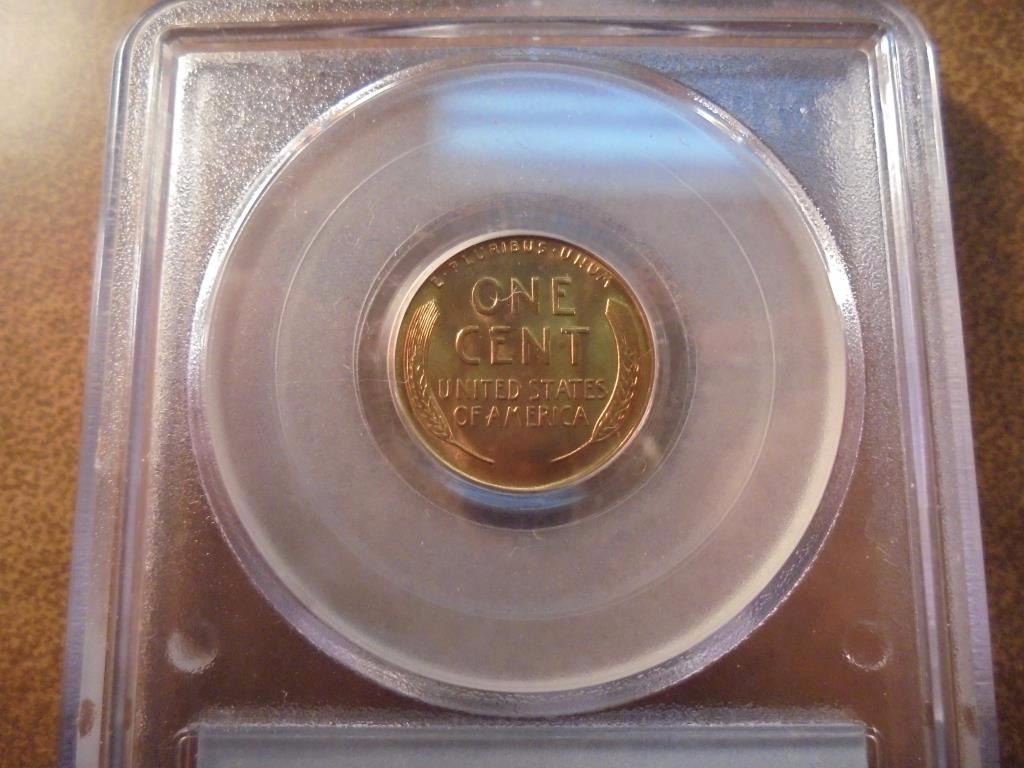 E·PLURIBUS·UNUM
ONE
CENT
UNITED STATES
OF AMERICA